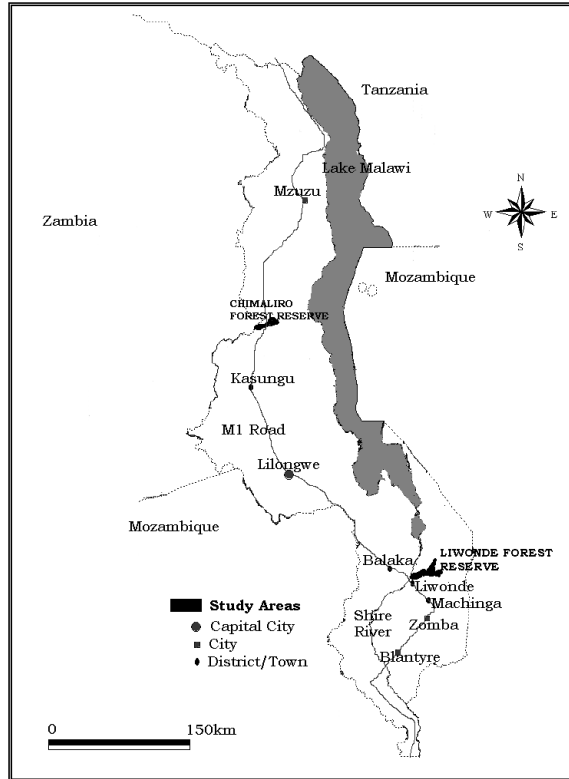 Tanzania
Lake Malawi
Mzuzu
N
W
E
S
Zambia
Mozambique
CHIMALIRO
FOREST RESERVE
Kasungu
M1 Road
Lilongwe
Mozambique
LIWONDE FOREST
RESERVE
Balaka
Liwonde
Machinga
Shire
River
Zomba
Blantyre
Study Areas
Capital City
City
District/Town
0
150km